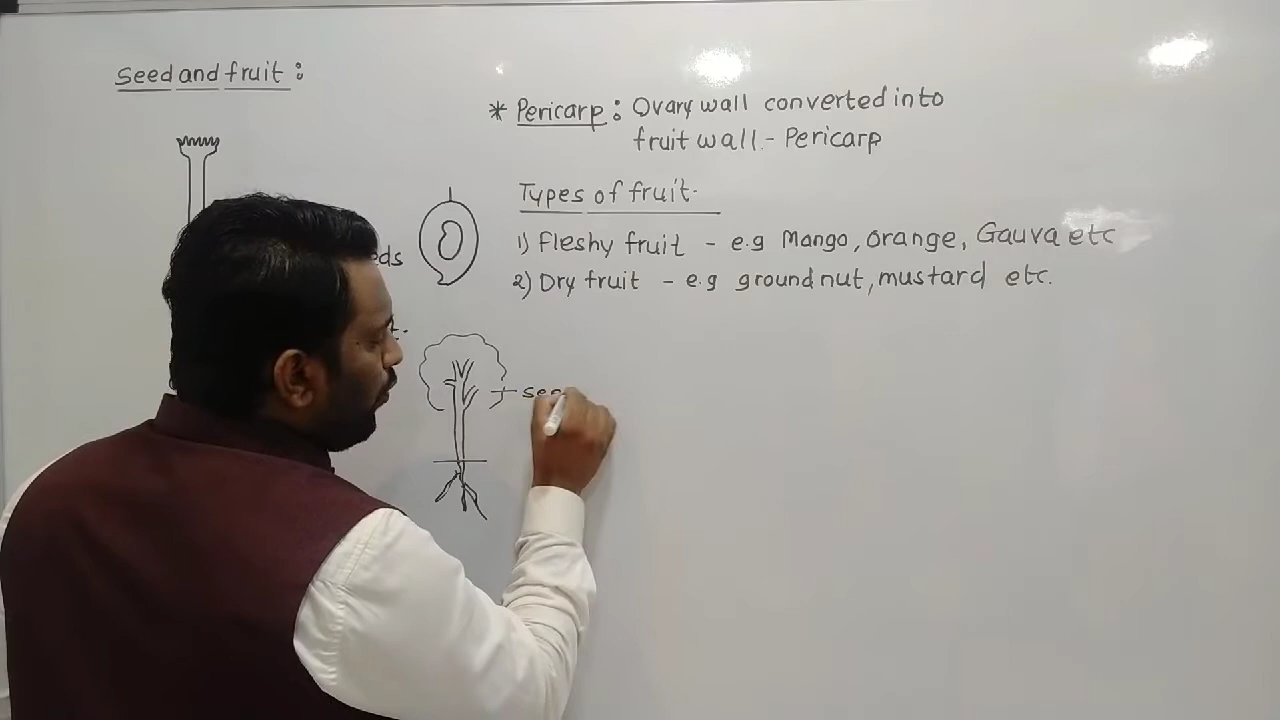 Seed and fruit :
* Pericarp : Ovary wall converted into
fruit wall - Pericarp
Types of fruit.
1) Fleshy fruit - e.g Mango, orange, Gauva etc
2) Dry fruit - e.g ground nut, mustard etc.